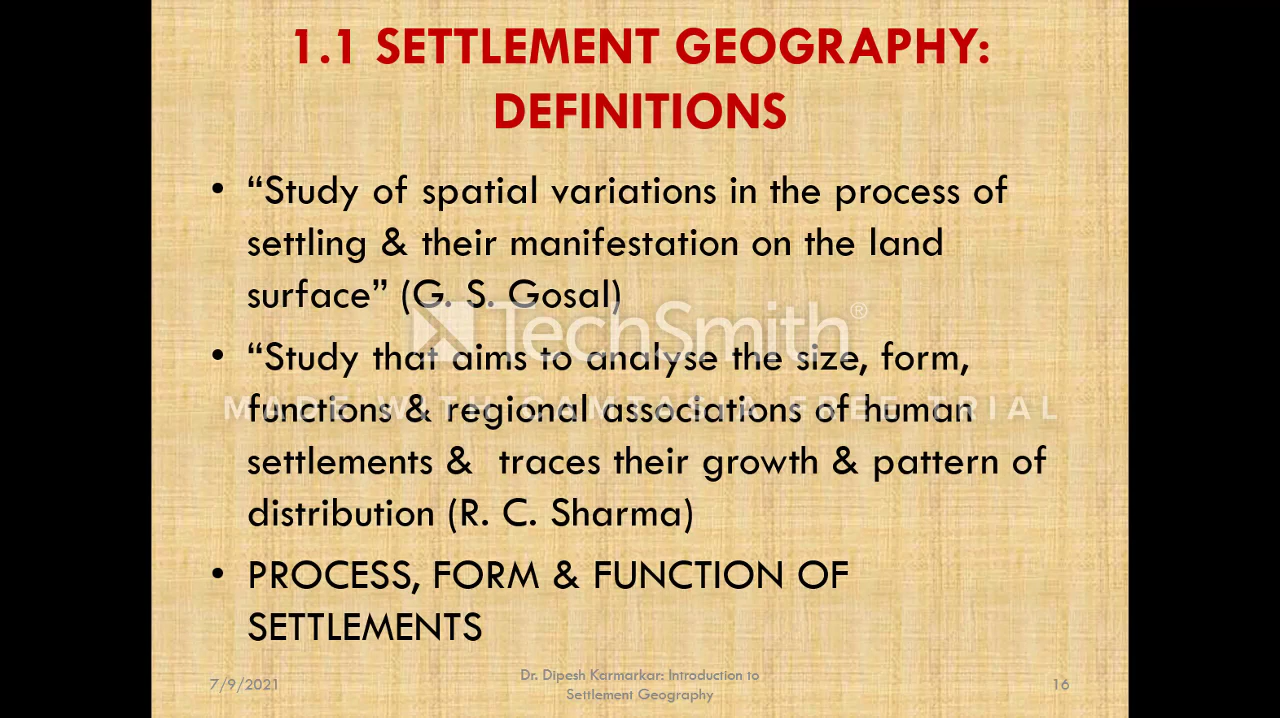 1.1 SETTLEMENT GEOGRAPHY:
DEFINITIONS
• “Study of spatial variations in the process of
settling & their manifestation on the land
surface” (G. S. Gosal)
TechSmith®
• “Study that aims to analyse the size, form,
MADE WITH CAMTASIA FREE TRIAL
functions & regional associations of human
settlements & traces their growth & pattern of
distribution (R. C. Sharma)
• PROCESS, FORM & FUNCTION OF
SETTLEMENTS
7/9/2021
Dr. Dipesh Karmarkar: Introduction to
Settlement Geography
16